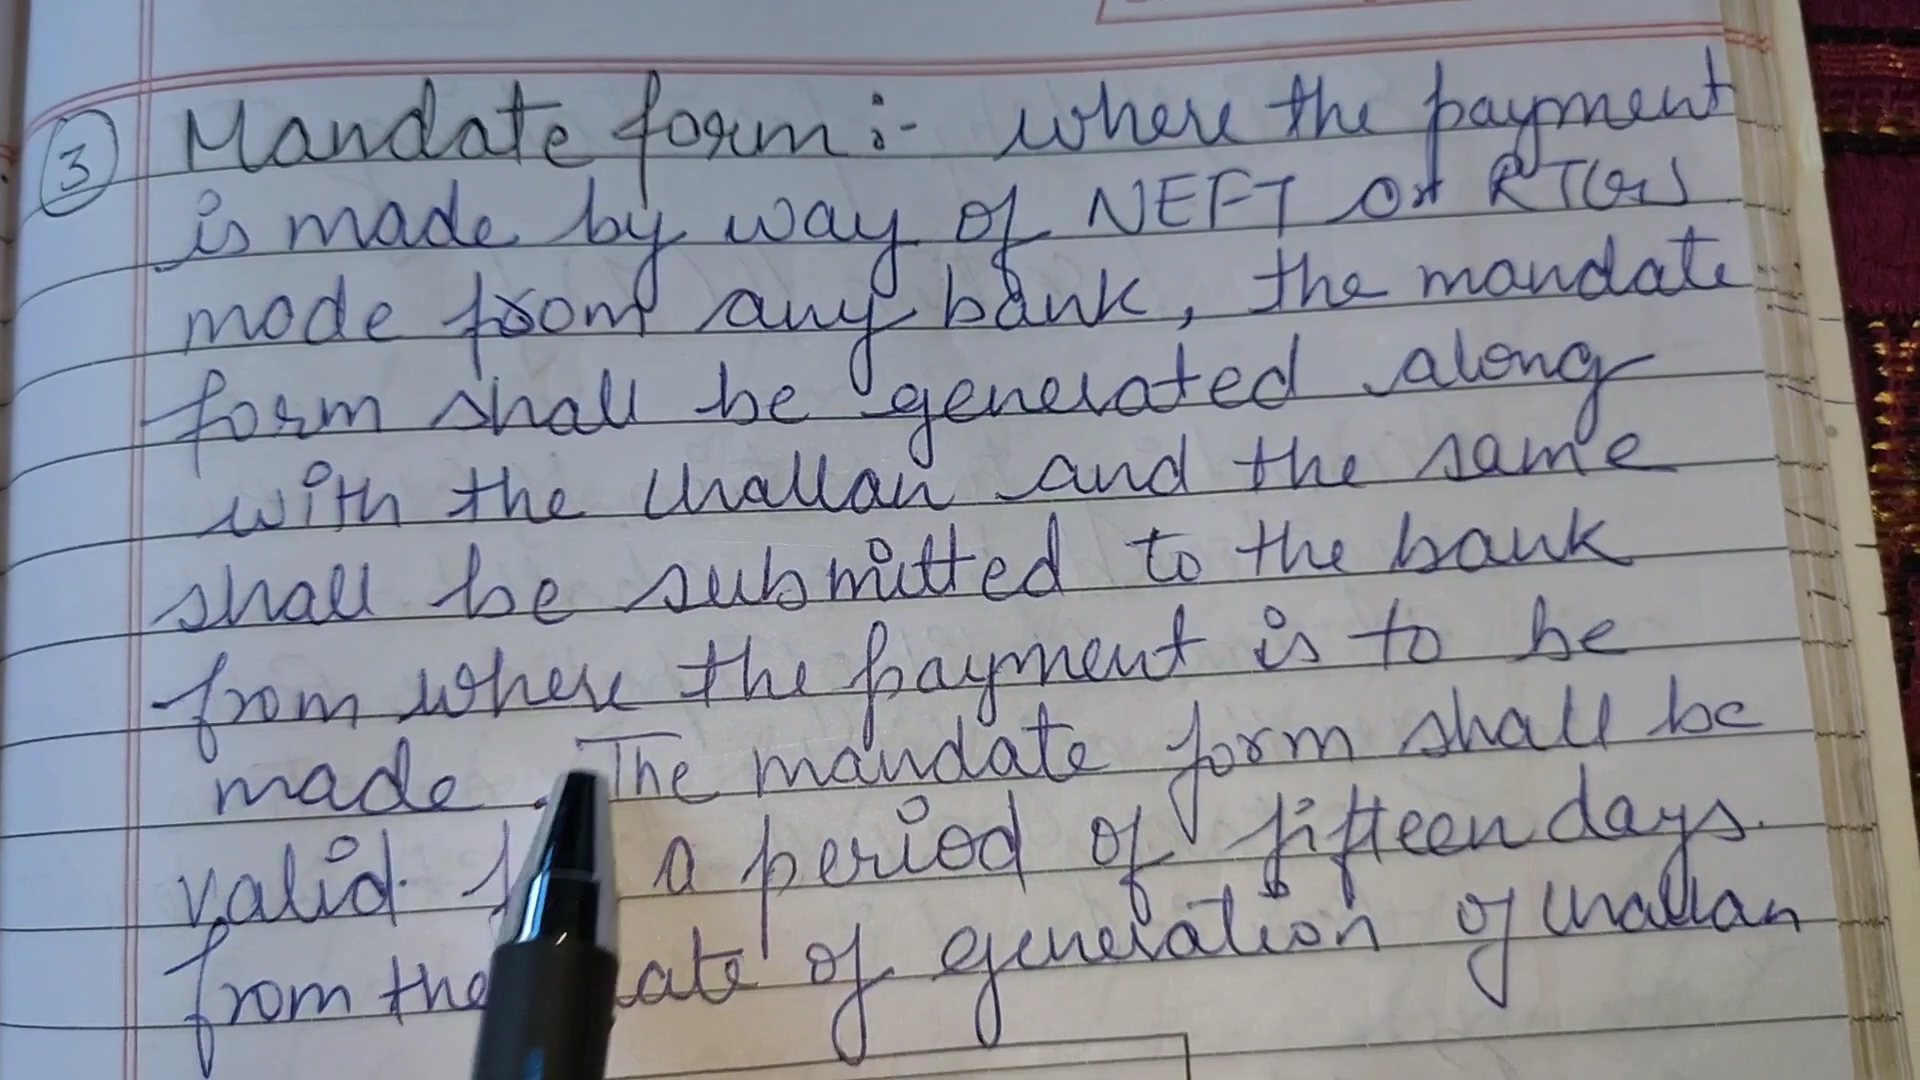 ③ Mandate form :- where the payment
is made by way of NEFT or RTGS
mode from any bank, the mandate
form shall be generated along
with the challan and the same
shall be submitted to the bank
from where the payment is to be
made. The mandate form shall be
valid a period of fifteen days
from the of generation of challan